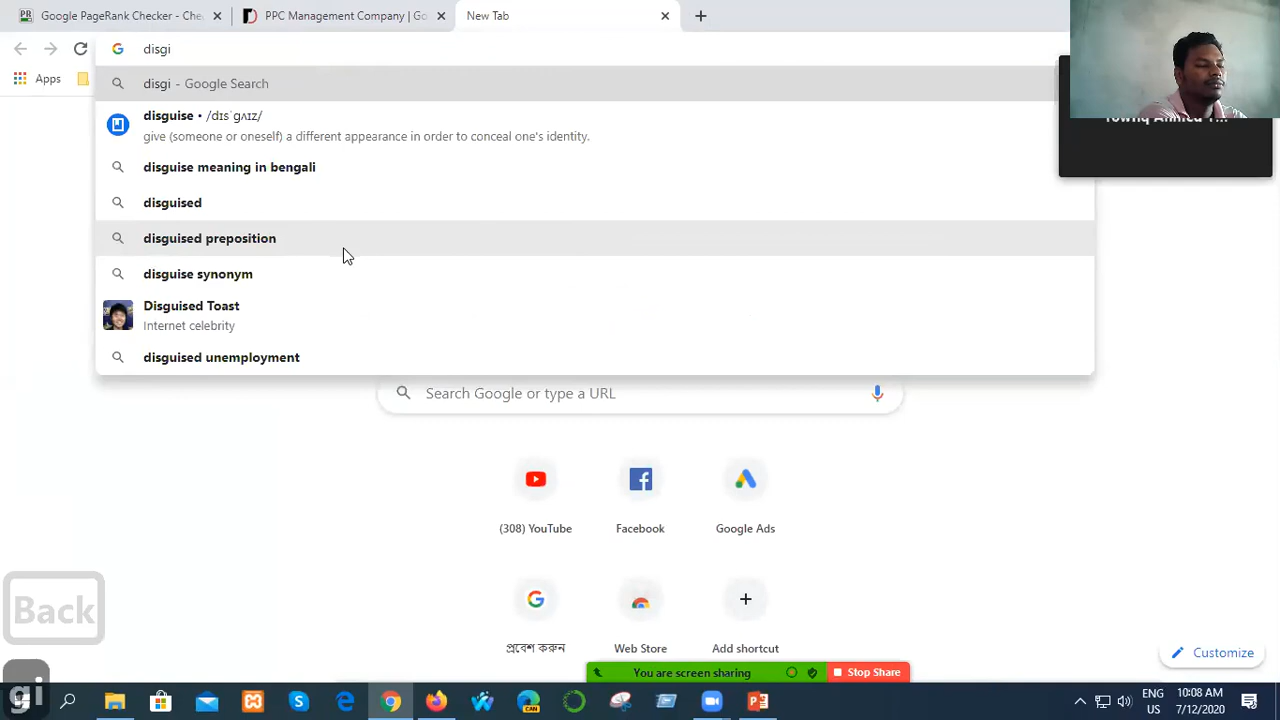 Google PageRank Checker - Che
PPC Management Company | Go
New Tab
disgi
Apps
disgi - Google Search
disguise • /dɪsˈɡʌɪz/
give (someone or oneself) a different appearance in order to conceal one's identity.
disguise meaning in bengali
disguised
disguised preposition
disguise synonym
Disguised Toast
Internet celebrity
disguised unemployment
Search Google or type a URL
(308) YouTube
Facebook
Google Ads
প্রবেশ করুন
Web Store
Add shortcut
Customize
Back
gi
You are screen sharing
Stop Share
ENG
US
10:08 AM
7/12/2020